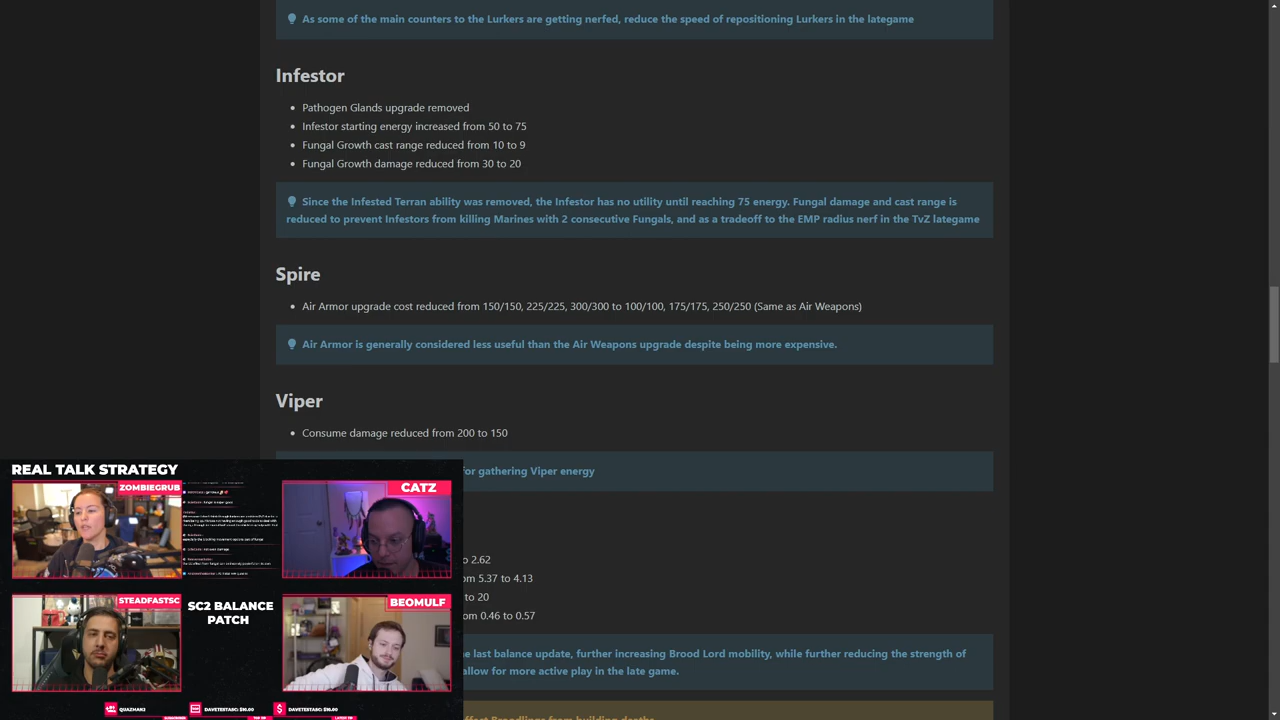 As some of the main counters to the Lurkers are getting nerfed, reduce the speed of repositioning Lurkers in the lategame
Infestor
Pathogen Glands upgrade removed
Infestor starting energy increased from 50 to 75
Fungal Growth cast range reduced from 10 to 9
Fungal Growth damage reduced from 30 to 20
Since the Infested Terran ability was removed, the Infestor has no utility until reaching 75 energy. Fungal damage and cast range is
reduced to prevent Infestors from killing Marines with 2 consecutive Fungals, and as a tradeoff to the EMP radius nerf in the TvZ lategame
Spire
Air Armor upgrade cost reduced from 150/150, 225/225, 300/300 to 100/100, 175/175, 250/250 (Same as Air Weapons)
Air Armor is generally considered less useful than the Air Weapons upgrade despite being more expensive.
Viper
Consume damage reduced from 200 to 150
for gathering Viper energy
to 2.62
from 5.37 to 4.13
to 20
from 0.46 to 0.57
last balance update, further increasing Brood Lord mobility, while further reducing the strength of
allow for more active play in the late game.
Broodlings from building deaths
REAL TALK STRATEGY
ZOMBIEGRUB
CATZ
STEADFASTSC
SC2 BALANCE
PATCH
BEOMULF